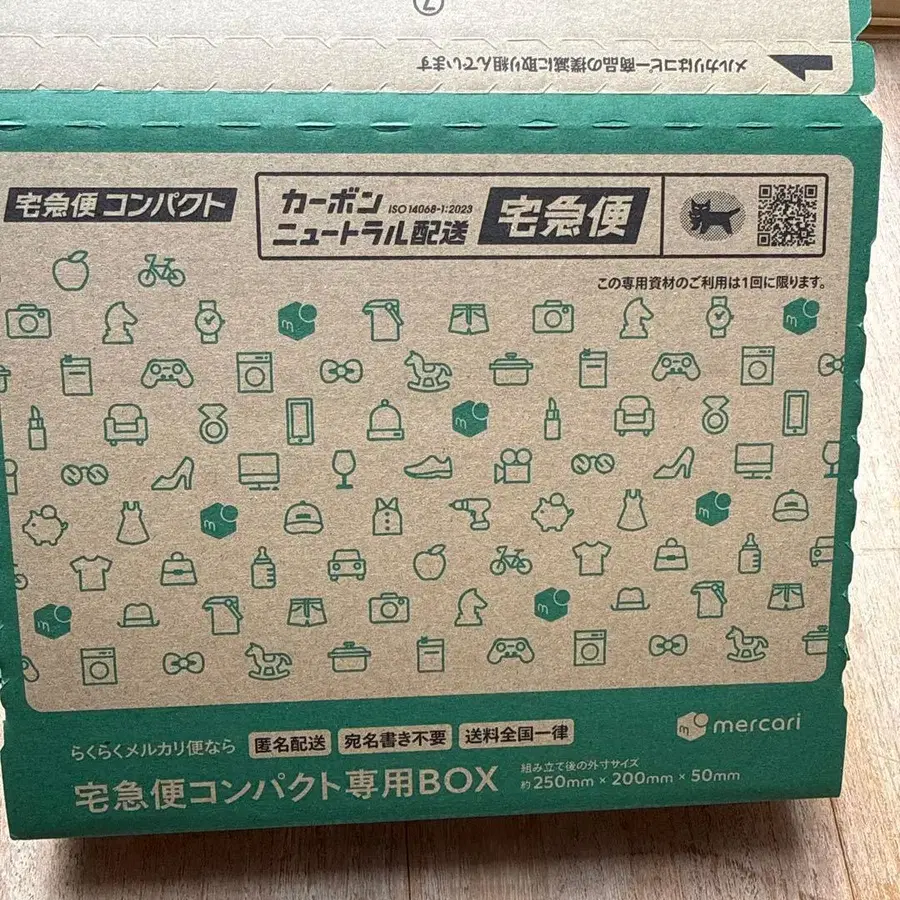 ⑦
メルカリはコピー商品の撲滅に取り組んでいます
宅急便コンパクト
カーボン
ニュートラル配送
ISO 14068-1:2023
宅急便
この専用資材のご利用は1回に限ります。
m
m
m
m
m
m
m
らくらくメルカリ便なら
匿名配送
宛名書き不要
送料全国一律
mercari
宅急便コンパクト専用BOX
組み立て後の外寸サイズ
約250mm×200mm×50mm